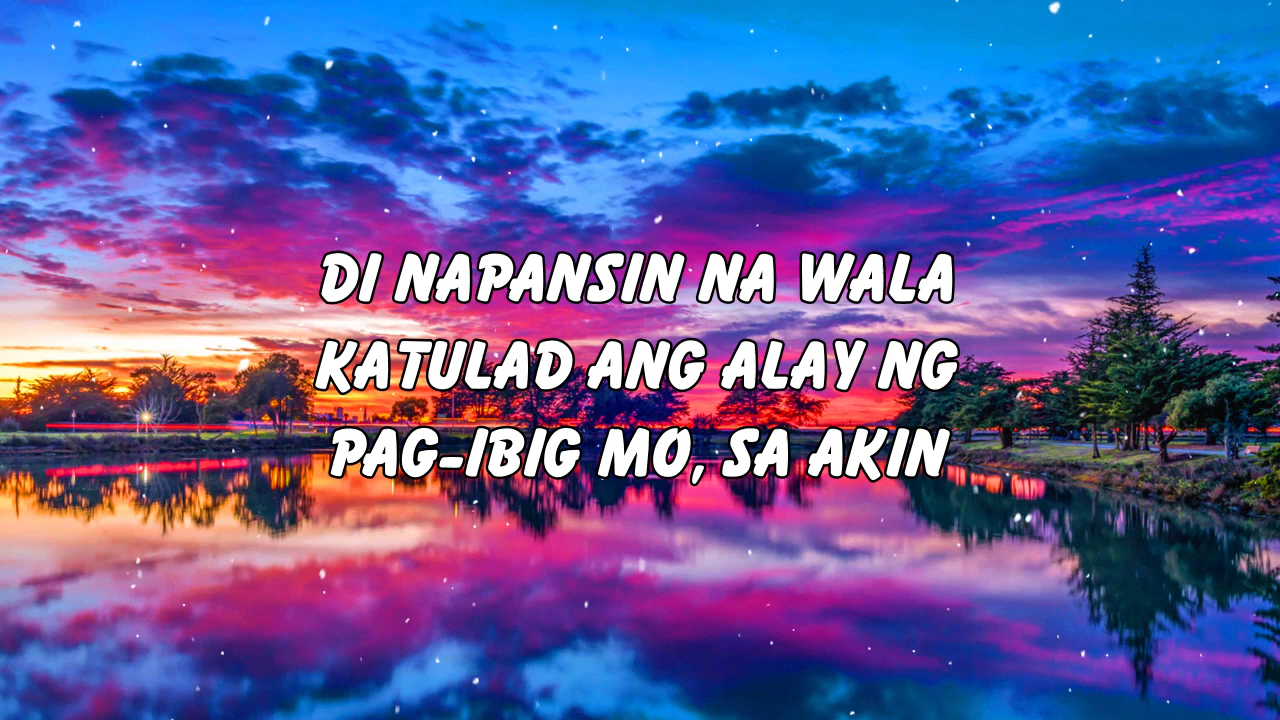 DI NAPANSIN NA WALA
KATULAD ANG ALAY NG
PAG-IBIG MO, SA AKIN